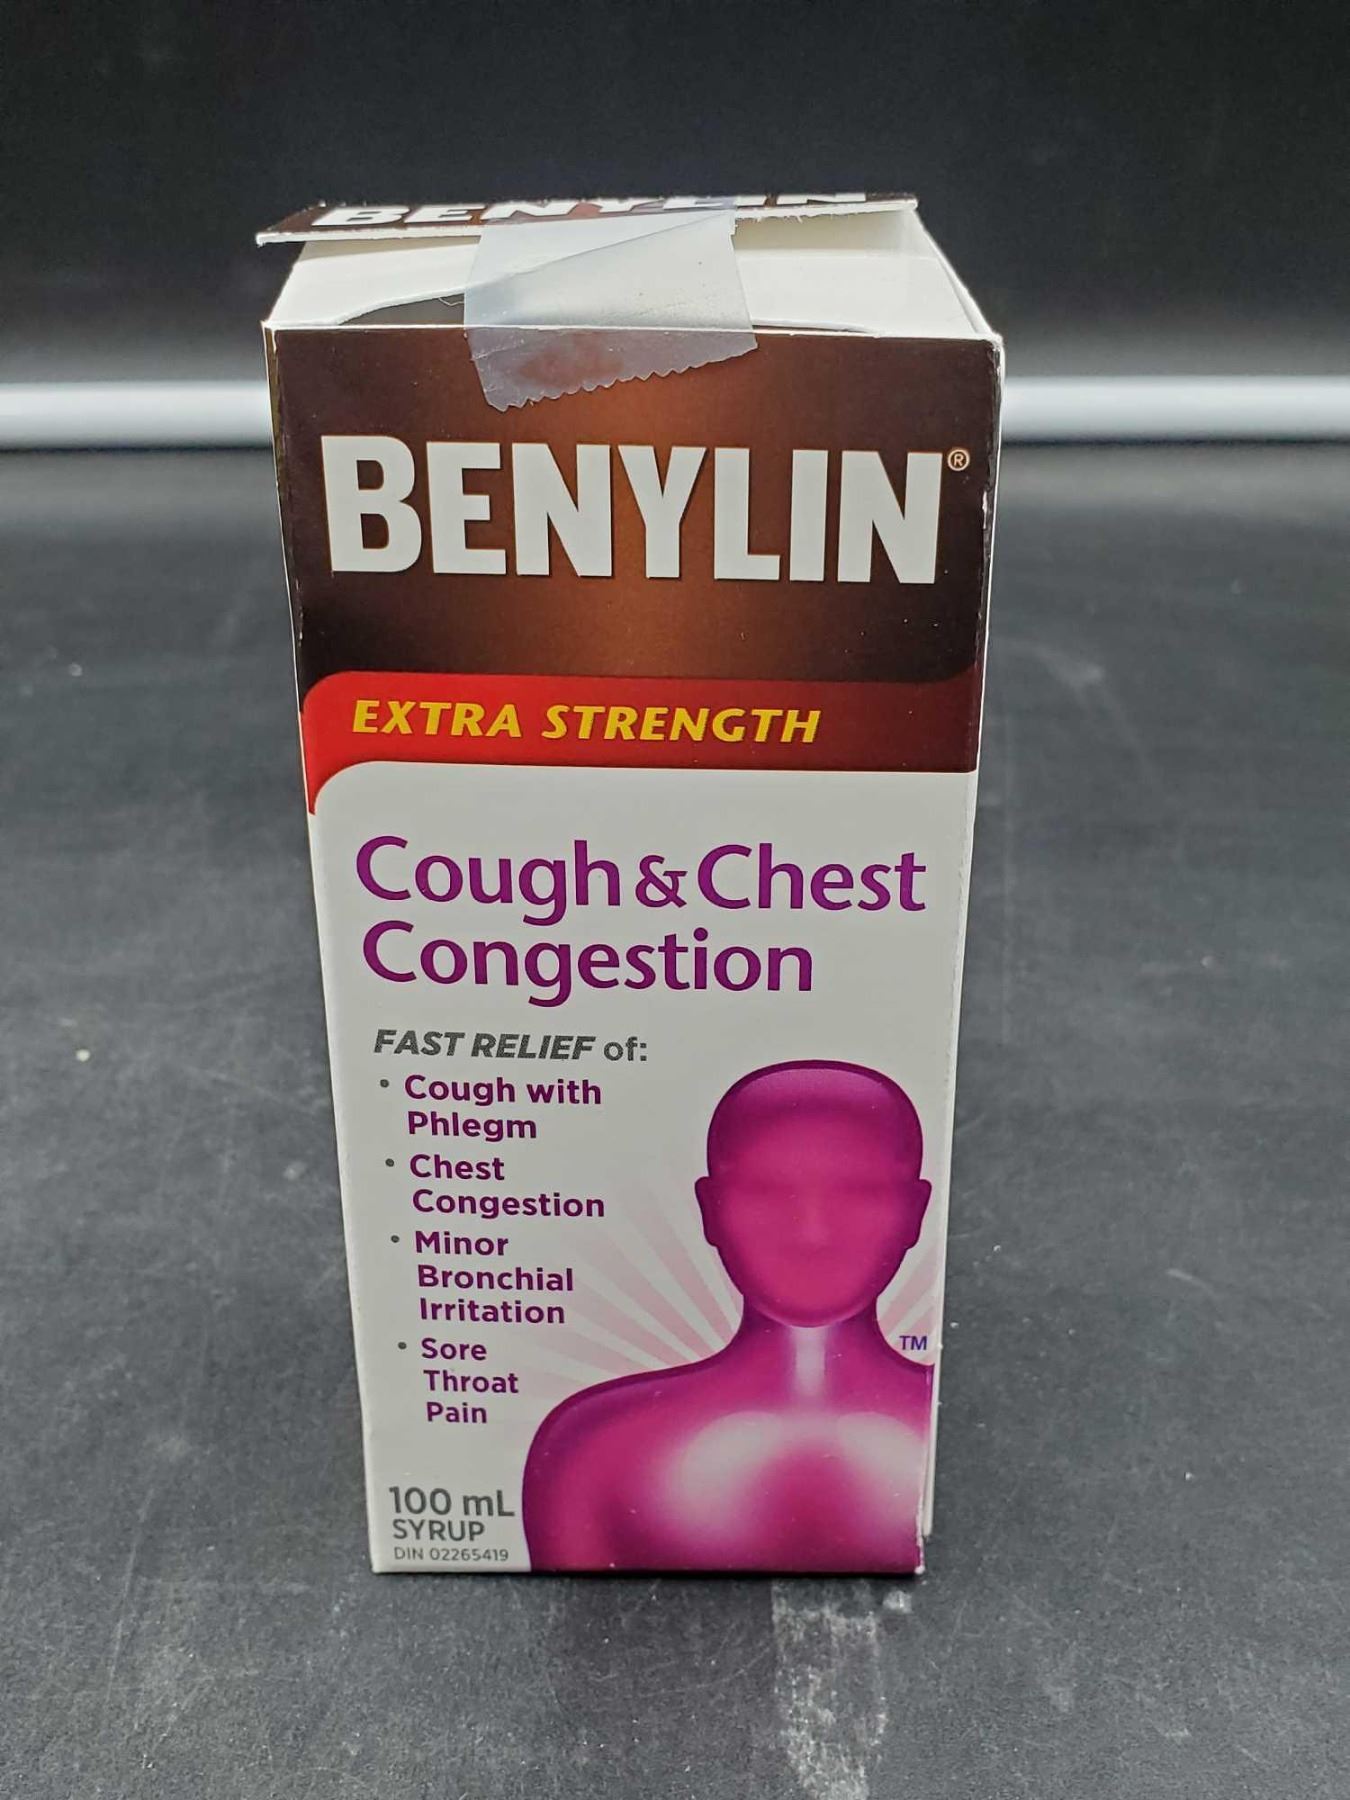 BENYLIN
BENYLIN®
EXTRA STRENGTH
Cough & Chest
Congestion
FAST RELIEF of:
• Cough with
Phlegm
• Chest
Congestion
• Minor
Bronchial
Irritation
• Sore
Throat
Pain
TM
100 mL
SYRUP
DIN 02265419